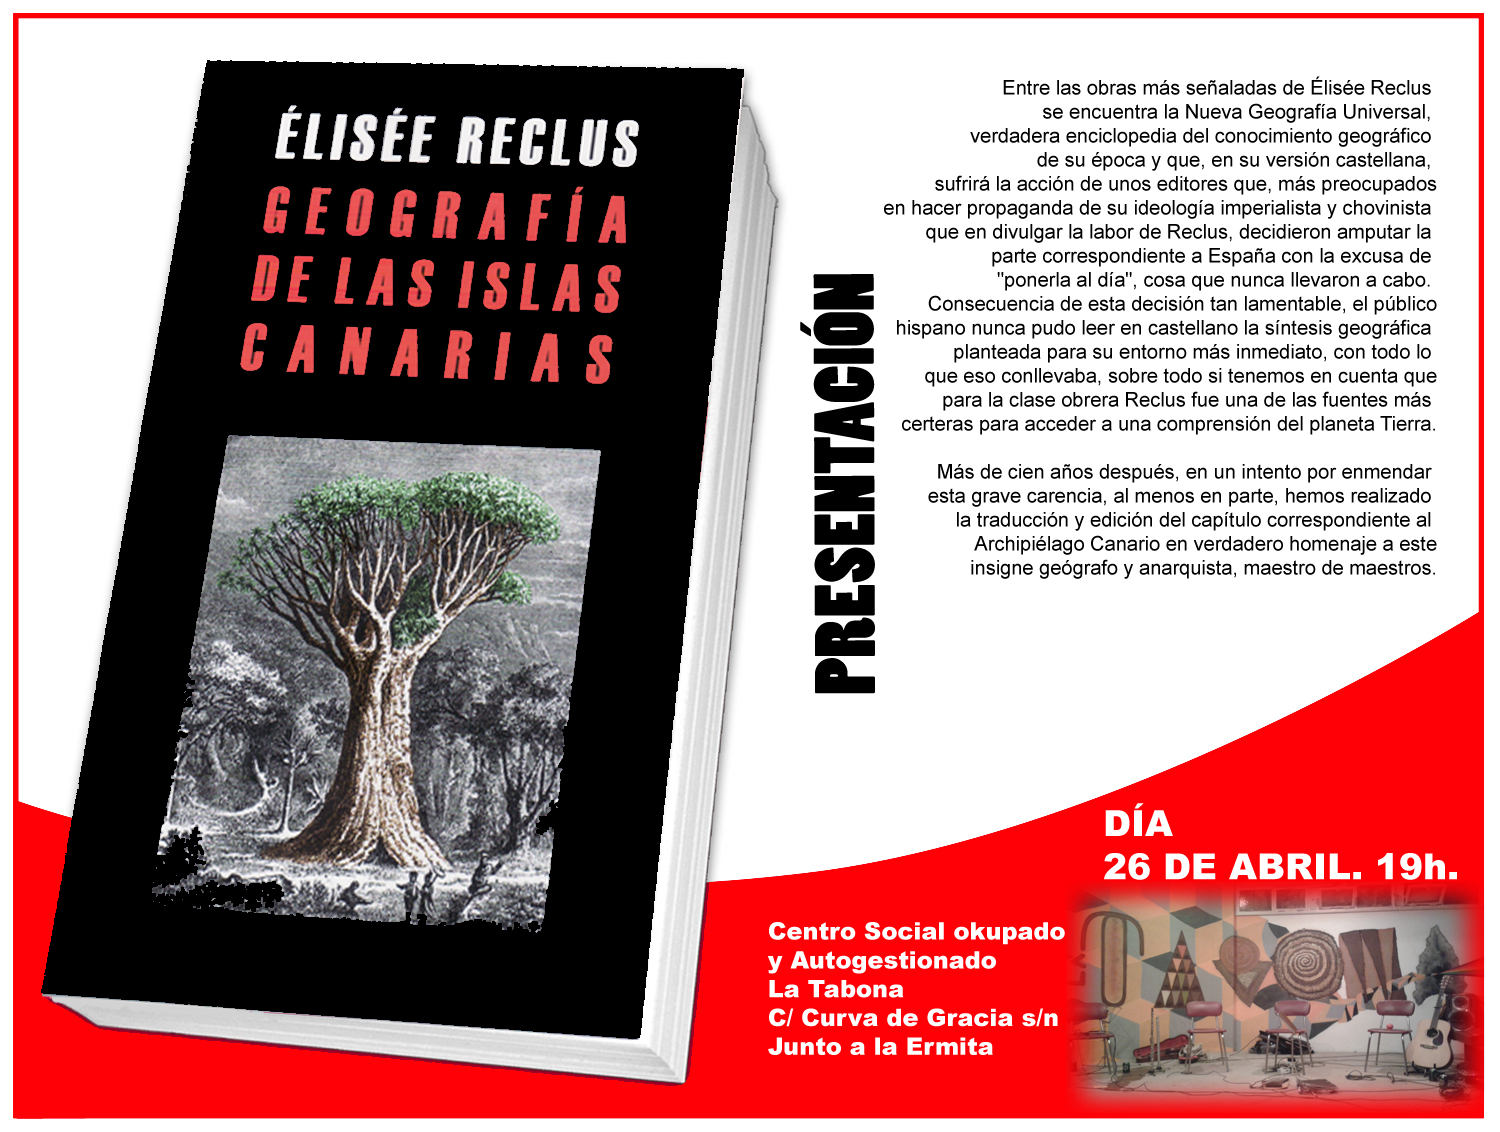 ÉLISÉE RECLUS
GEOGRAFÍA
DE LAS ISLAS
CANARIAS
PRESENTACIÓN
Entre las obras más señaladas de Élisée Reclus
se encuentra la Nueva Geografía Universal,
verdadera enciclopedia del conocimiento geográfico
de su época y que, en su versión castellana,
sufrirá la acción de unos editores que, más preocupados
en hacer propaganda de su ideología imperialista y chovinista
que en divulgar la labor de Reclus, decidieron amputar la
parte correspondiente a España con la excusa de
"ponerla al día", cosa que nunca llevaron a cabo.
Consecuencia de esta decisión tan lamentable, el público
hispano nunca pudo leer en castellano la síntesis geográfica
planteada para su entorno más inmediato, con todo lo
que eso conllevaba, sobre todo si tenemos en cuenta que
para la clase obrera Reclus fue una de las fuentes más
certeras para acceder a una comprensión del planeta Tierra.
Más de cien años después, en un intento por enmendar
esta grave carencia, al menos en parte, hemos realizado
la traducción y edición del capítulo correspondiente al
Archipiélago Canario en verdadero homenaje a este
insigne geógrafo y anarquista, maestro de maestros.
DÍA
26 DE ABRIL. 19h.
Centro Social okupado
y Autogestionado
La Tabona
C/ Curva de Gracia s/n
Junto a la Ermita